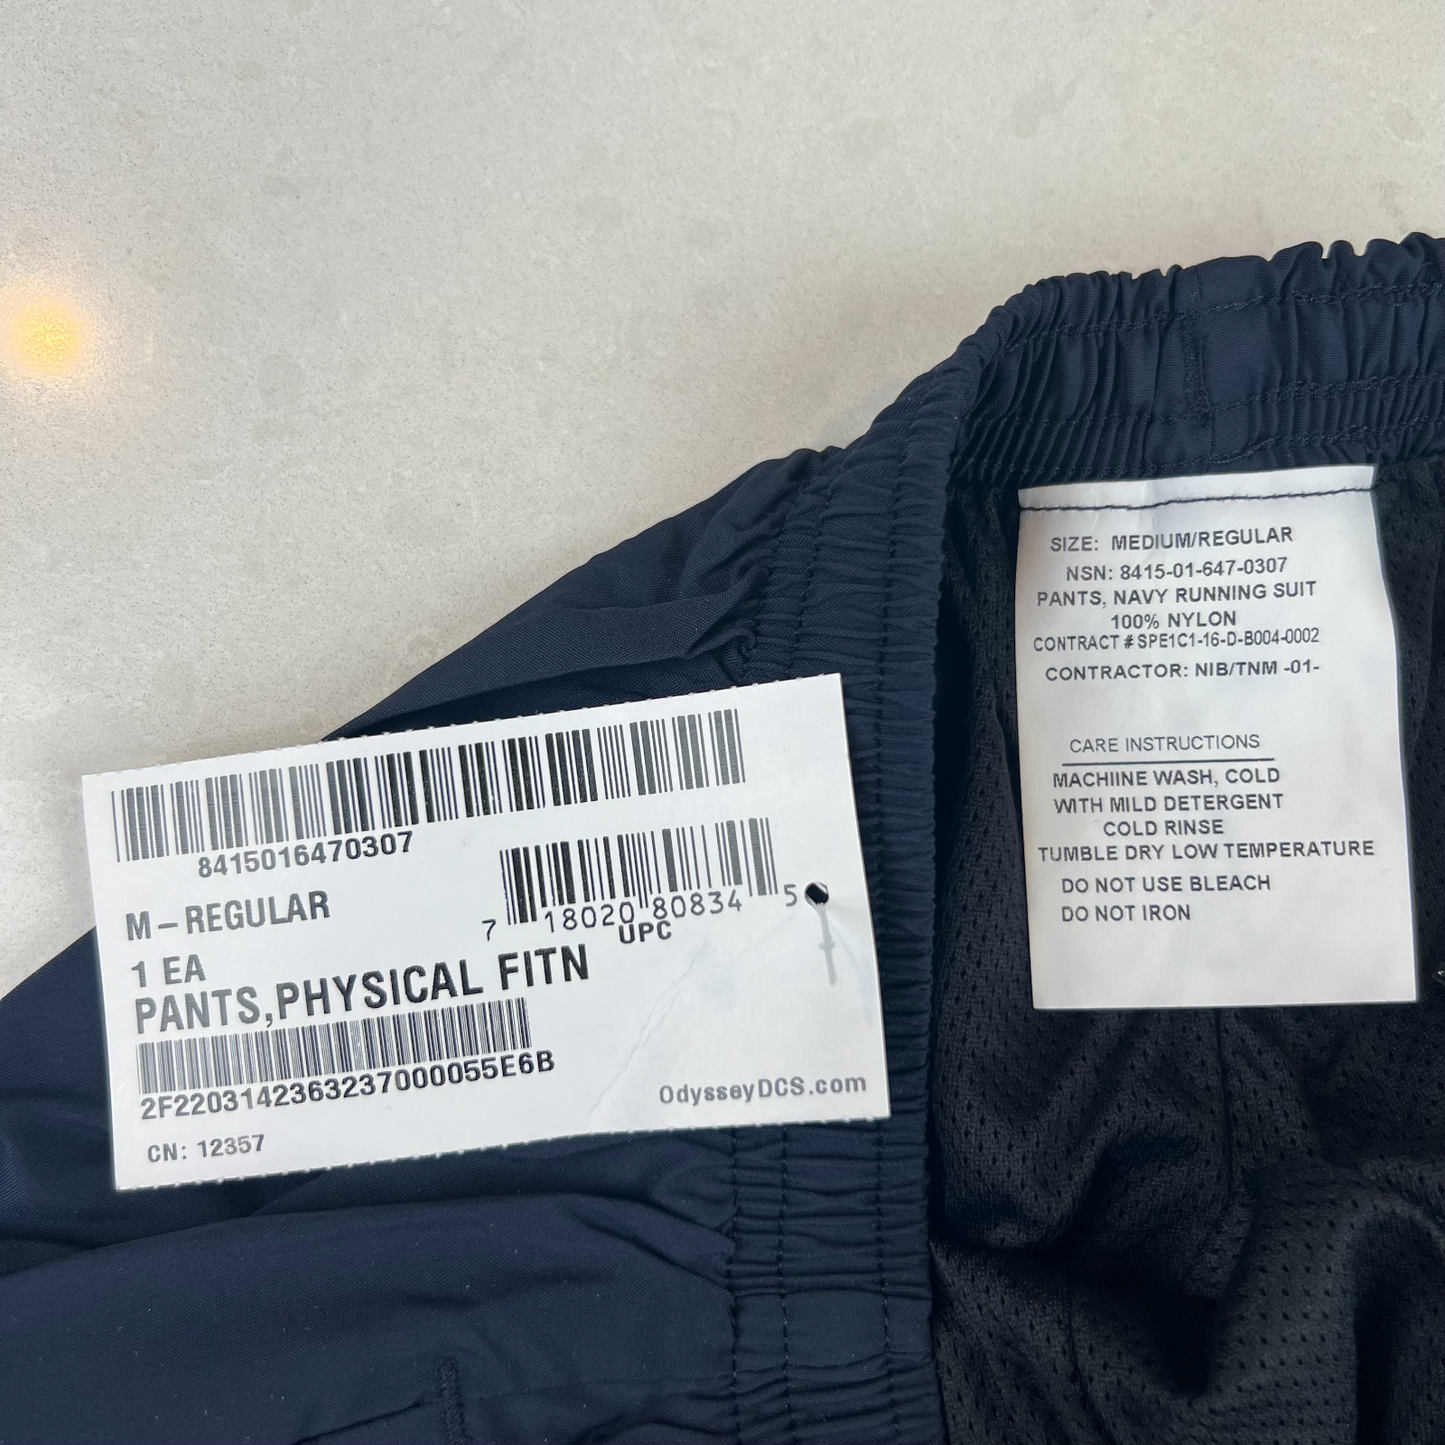 8415016470307
M-REGULAR
7 18020 80834 5
UPC
1 EA
PANTS,PHYSICAL FITN
2F2203142363237000055E6B
CN: 12357
OdysseyDCS.com
SIZE: MEDIUM/REGULAR
NSN: 8415-01-647-0307
PANTS, NAVY RUNNING SUIT
100% NYLON
CONTRACT # SPE1C1-16-D-B004-0002
CONTRACTOR: NIB/TNM -01-
CARE INSTRUCTIONS
MACHINE WASH, COLD
WITH MILD DETERGENT
COLD RINSE
TUMBLE DRY LOW TEMPERATURE
DO NOT USE BLEACH
DO NOT IRON